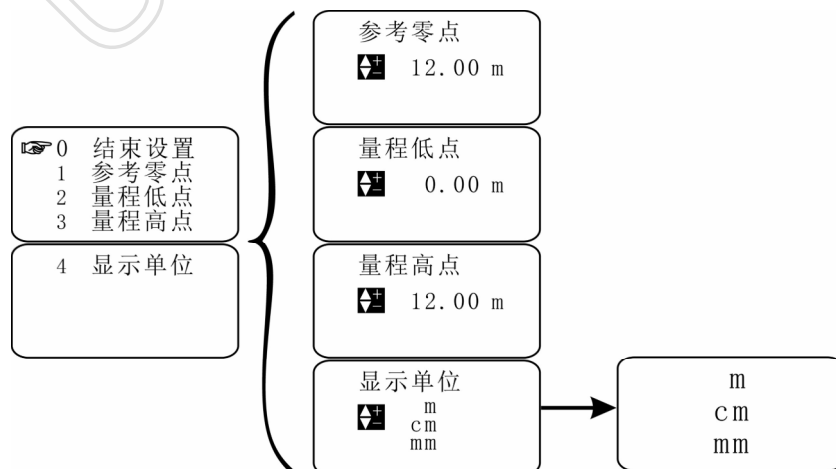 0 结束设置
1 参考零点
2 量程低点
3 量程高点
4 显示单位
参考零点
12.00 m
量程低点
0.00 m
量程高点
12.00 m
显示单位
m
cm
mm
m
cm
mm